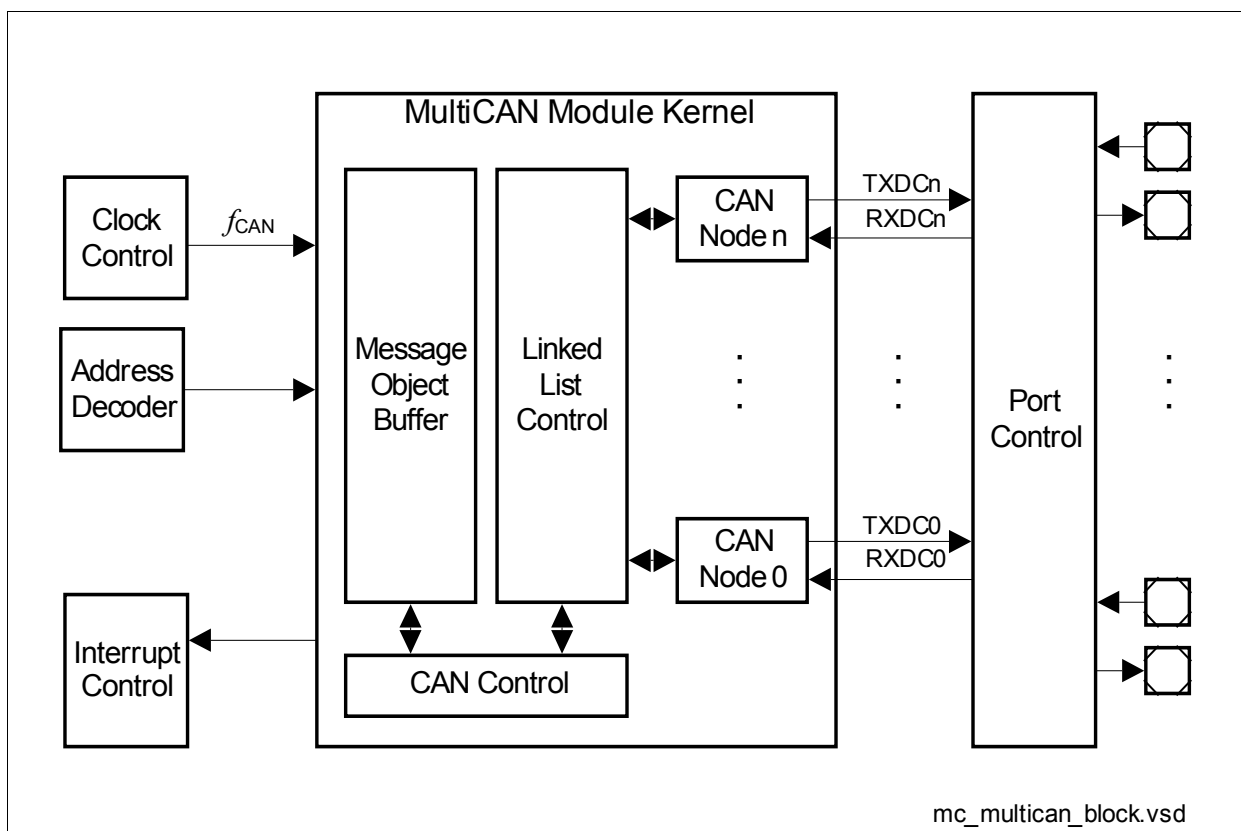 MultiCAN Module Kernel
Clock
Control
fCAN
Address
Decoder
Interrupt
Control
Message
Object
Buffer
Linked
List
Control
CAN Control
CAN
Node n
CAN
Node 0
TXDCn
RXDCn
TXDC0
RXDC0
Port
Control
mc_multican_block.vsd